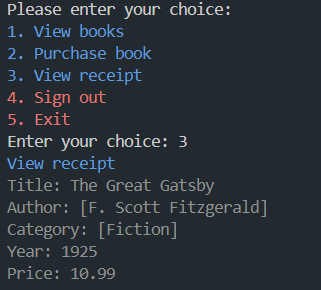 Please enter your choice:
1. View books
2. Purchase book
3. View receipt
4. Sign out
5. Exit
Enter your choice: 3
View receipt
Title: The Great Gatsby
Author: [F. Scott Fitzgerald]
Category: [Fiction]
Year: 1925
Price: 10.99